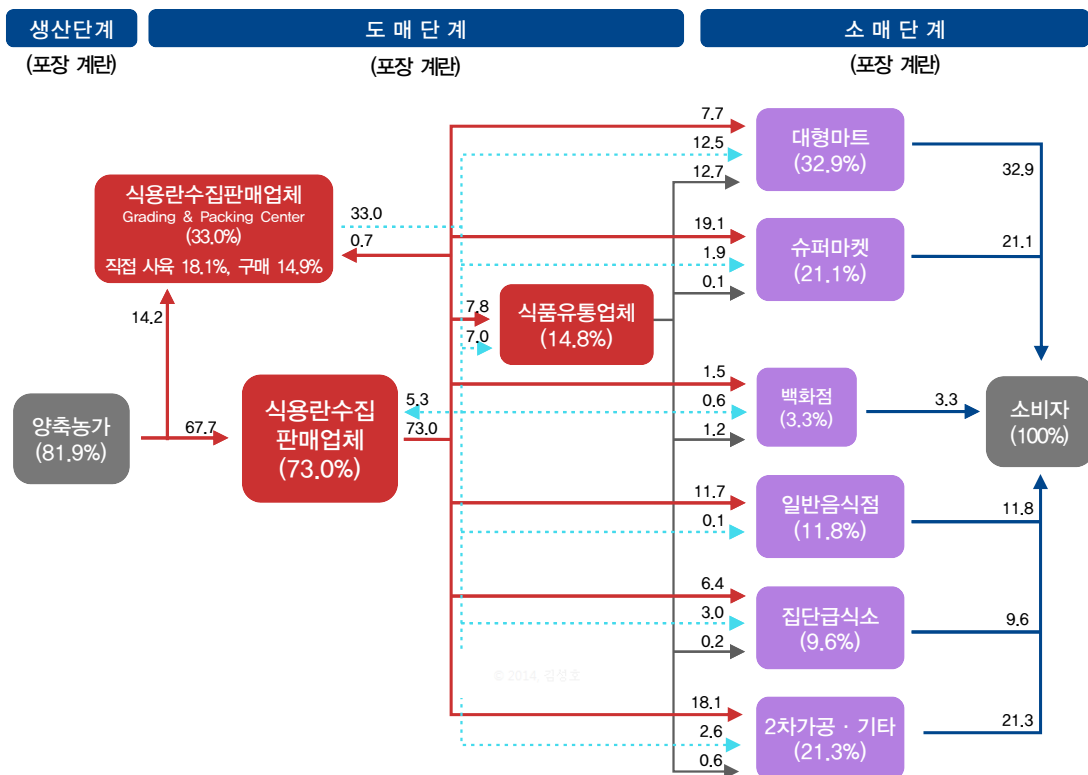 생산단계
도 매 단 계
소 매 단 계
(포장 계란)
(포장 계란)
(포장 계란)
7.7
대형마트
(32.9%)
12.5
32.9
12.7
식용란수집판매업체
Grading & Packing Center
(33.0%)
직접 사육 18.1%, 구매 14.9%
33.0
0.7
19.1
슈퍼마켓
(21.1%)
21.1
1.9
0.1
14.2
7.8
식품유통업체
(14.8%)
7.0
1.5
백화점
(3.3%)
3.3
소비자
(100%)
0.6
1.2
양축농가
(81.9%)
67.7
식용란수집
판매업체
(73.0%)
5.3
73.0
11.7
일반음식점
(11.8%)
11.8
0.1
6.4
집단급식소
(9.6%)
9.6
3.0
0.2
© 2014. 김성호
18.1
2차가공 · 기타
(21.3%)
21.3
2.6
0.6